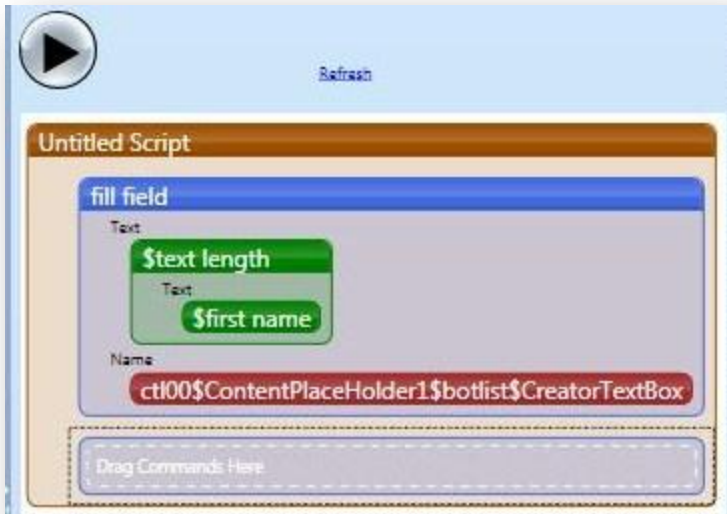 Refresh
Untitled Script
fill field
Text
$text length
Text
$first name
Name
ctl00$ContentPlaceHolder1$botlist$CreatorTextBox
Drag Commands Here